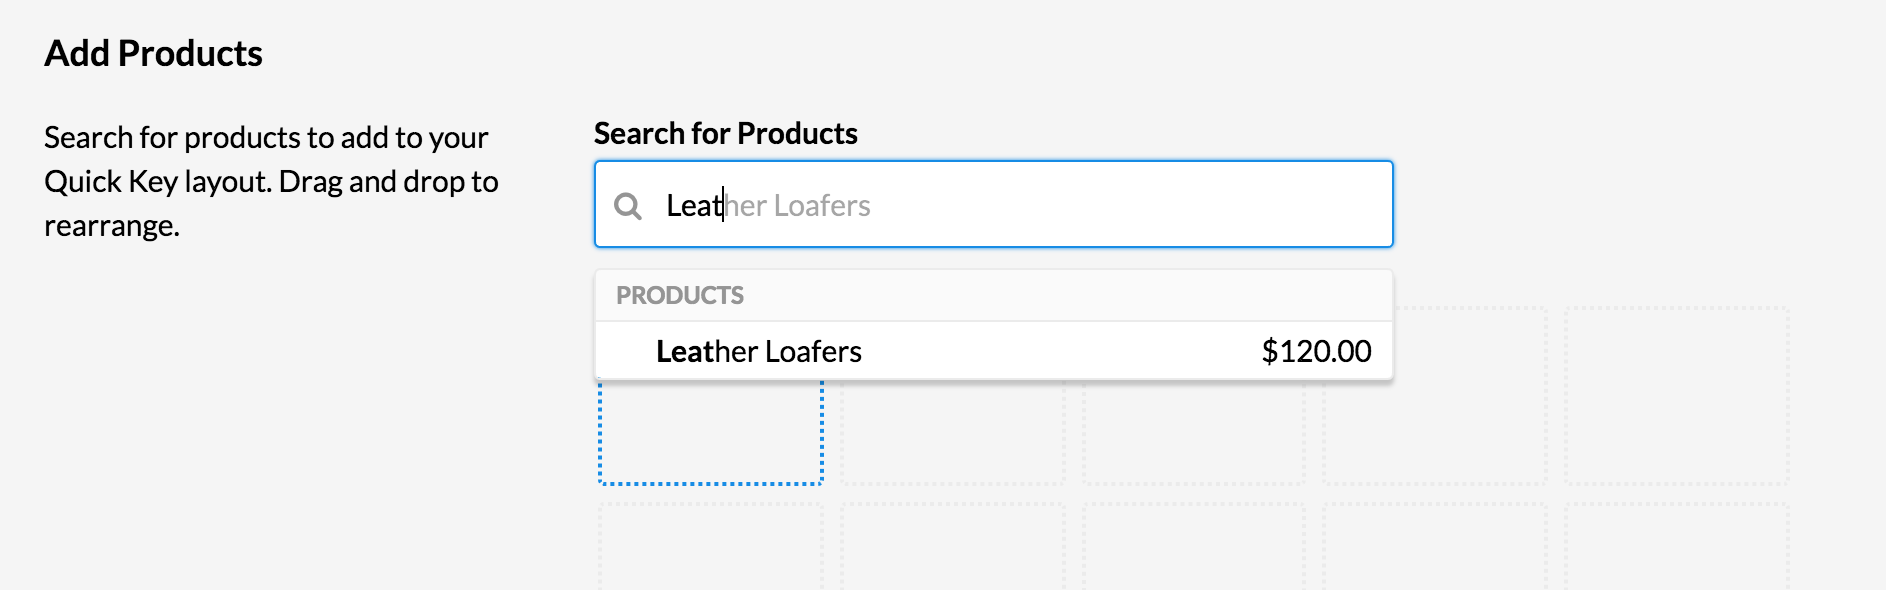 Add Products
Search for products to add to your
Quick Key layout. Drag and drop to
rearrange.
Search for Products
Leather Loafers
PRODUCTS
Leather Loafers $120.00